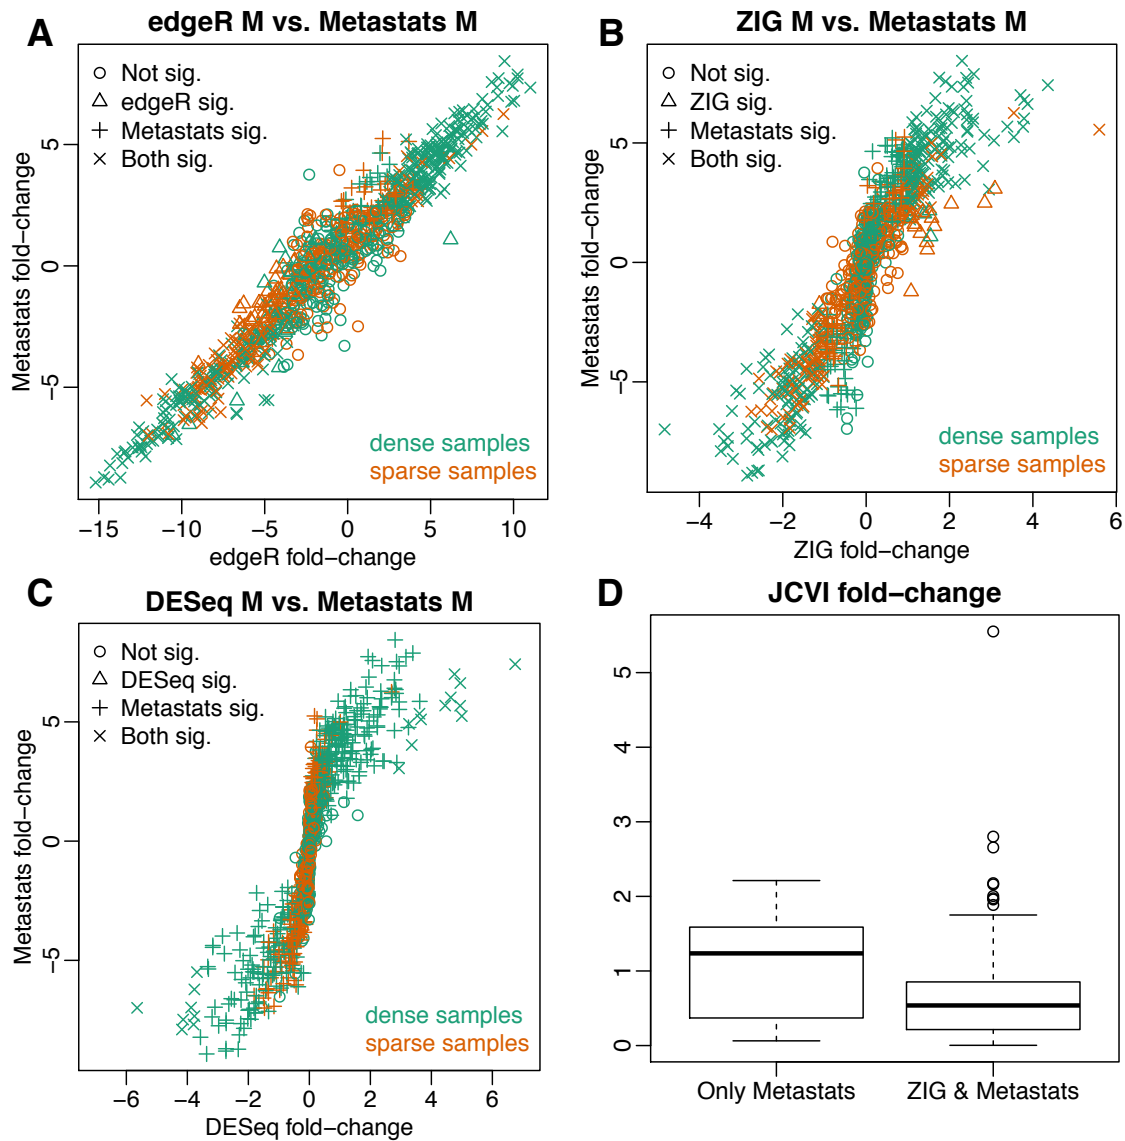 A
edgeR M vs. Metastats M
Not sig.
edgeR sig.
Metastats sig.
Both sig.
dense samples
sparse samples
5
0
−5
Metastats fold−change
−15
−10
−5
0
5
10
edgeR fold−change
B
ZIG M vs. Metastats M
Not sig.
ZIG sig.
Metastats sig.
Both sig.
dense samples
sparse samples
5
0
−5
Metastats fold−change
−4
−2
0
2
4
6
ZIG fold−change
C
DESeq M vs. Metastats M
Not sig.
DESeq sig.
Metastats sig.
Both sig.
dense samples
sparse samples
5
0
−5
Metastats fold−change
−6
−4
−2
0
2
4
6
DESeq fold−change
D
JCVI fold−change
5
4
3
2
1
0
Only Metastats
ZIG & Metastats